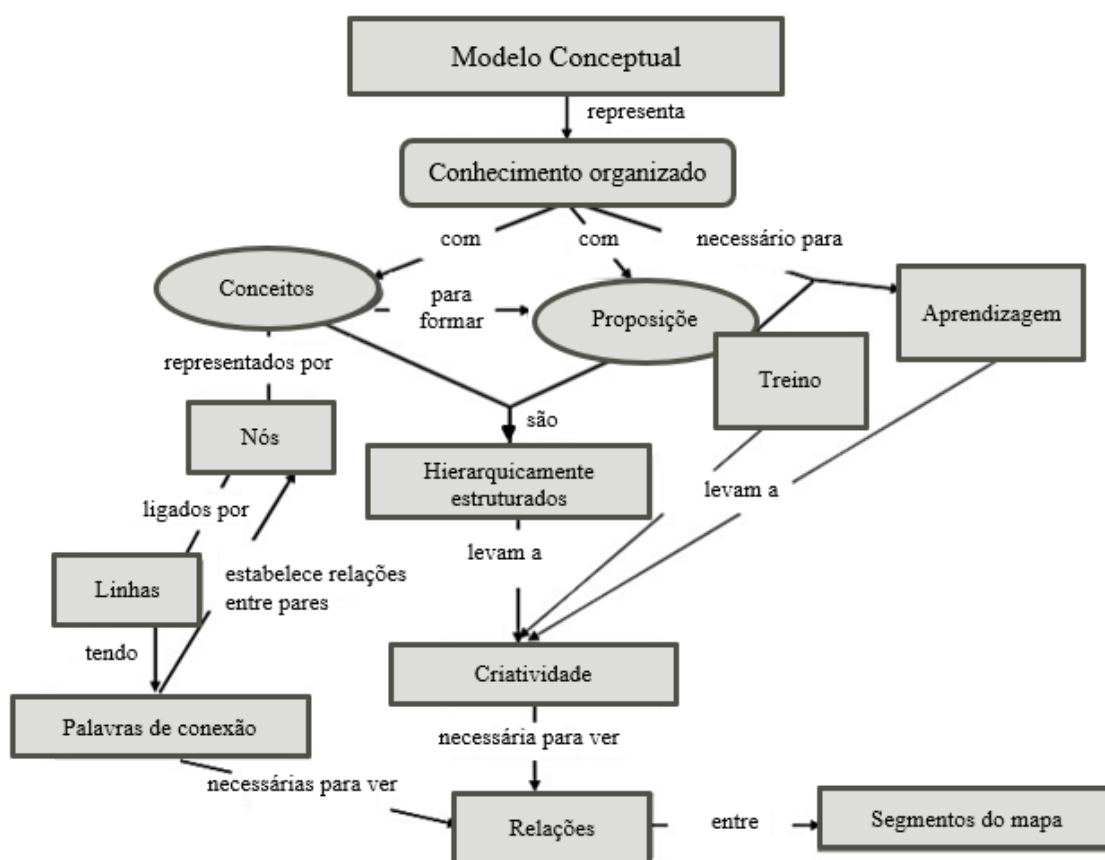 Modelo Conceptual
representa
Conhecimento organizado
com
com
necessário para
Conceitos
para
formar
Proposiçõe
Aprendizagem
representados por
Treino
Nós
são
Hierarquicamente
estruturados
levam a
ligados por
levam a
Linhas
estabelece relações
entre pares
tendo
Criatividade
Palavras de conexão
necessária para ver
necessárias para ver
Relações
entre
Segmentos do mapa